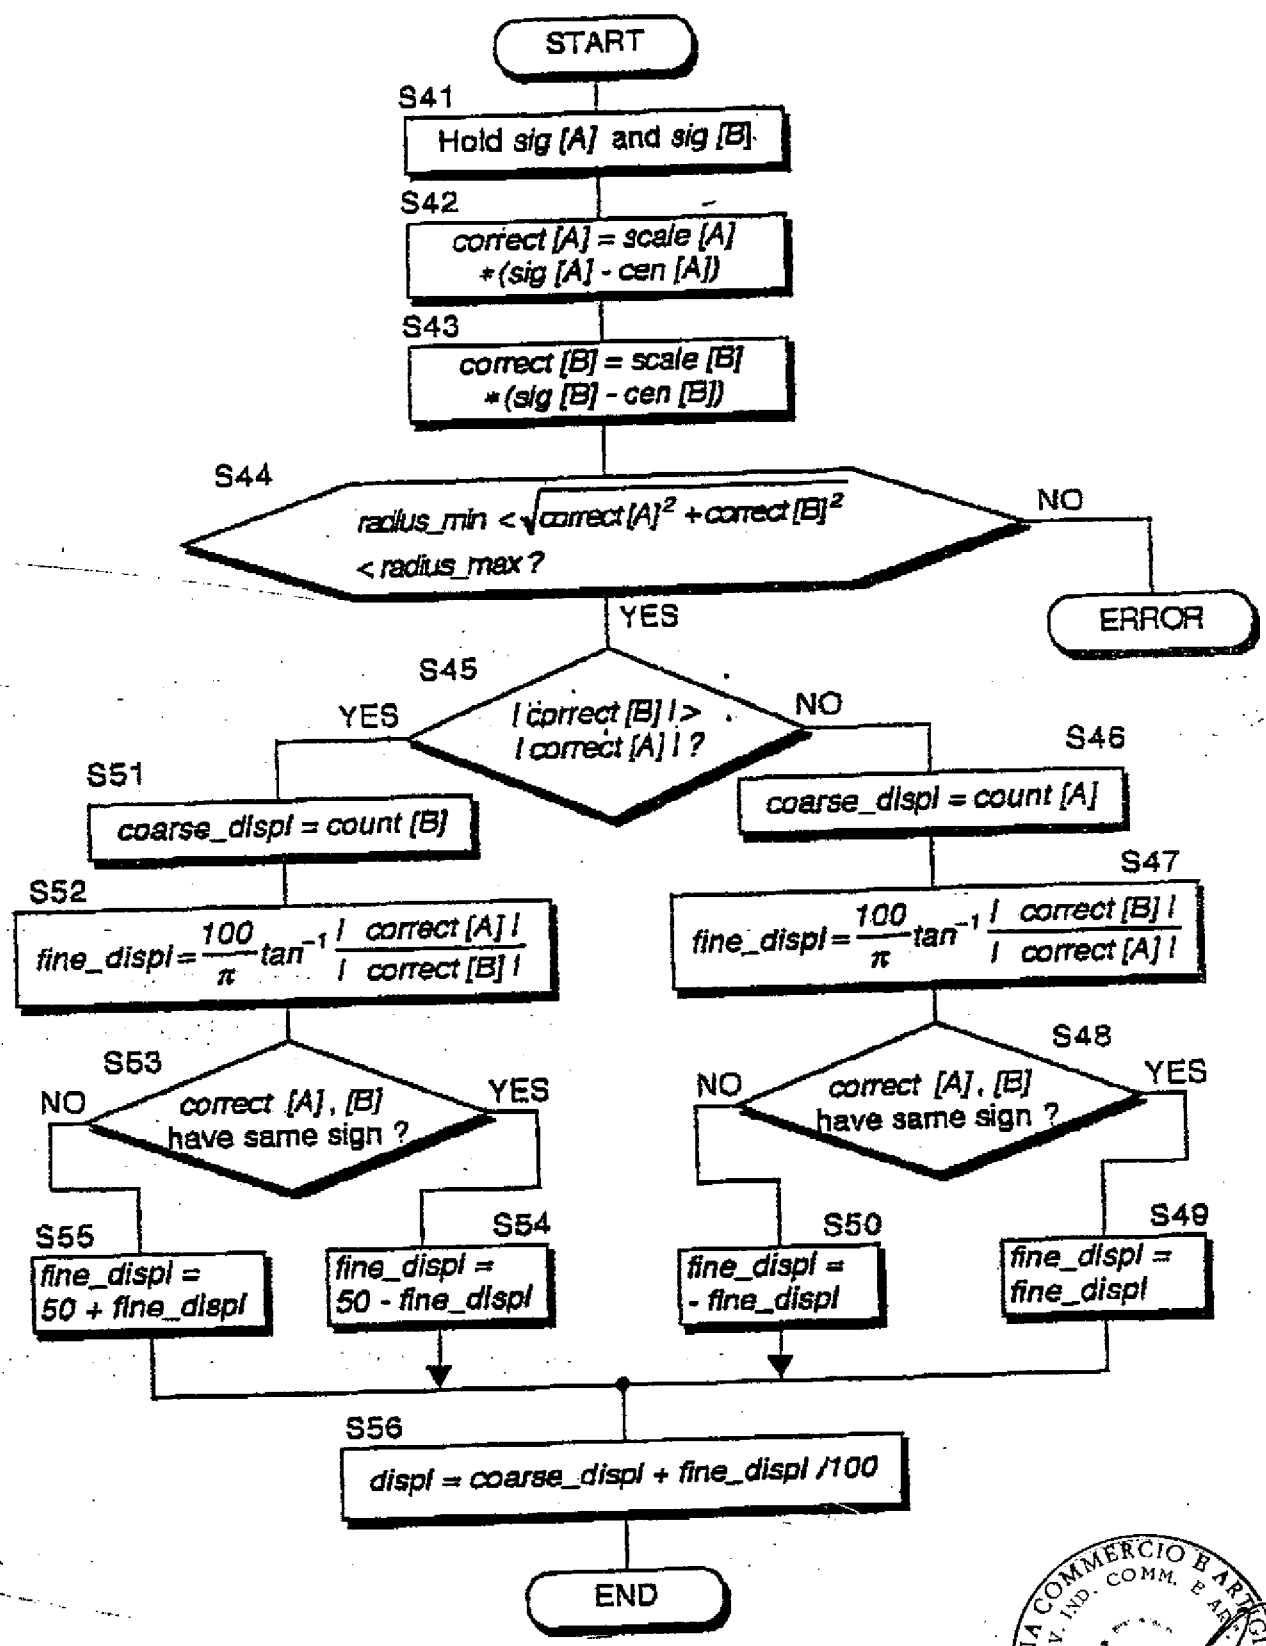 START
S41
Hold sig [A] and sig [B]
S42
correct [A] = scale [A]
*(sig [A] - cen [A])
S43
correct [B] = scale [B]
*(sig [B] - cen [B])
S44
radius_min < √correct[A]² + correct[B]²
< radius_max ?
NO
ERROR
YES
S45
| correct [B] | >
| correct [A] | ?
YES
NO
S51
coarse_displ = count [B]
S46
coarse_displ = count [A]
S52
fine_displ = 100/π tan⁻¹ | correct [A] | / | correct [B] |
S47
fine_displ = 100/π tan⁻¹ | correct [B] | / | correct [A] |
S53
correct [A], [B]
have same sign ?
NO
YES
S48
correct [A], [B]
have same sign ?
NO
YES
S55
fine_displ =
50 + fine_displ
S54
fine_displ =
50 - fine_displ
S50
fine_displ =
- fine_displ
S49
fine_displ =
fine_displ
S56
displ = coarse_displ + fine_displ /100
END
COMMERCIO E
IND. COMM. E